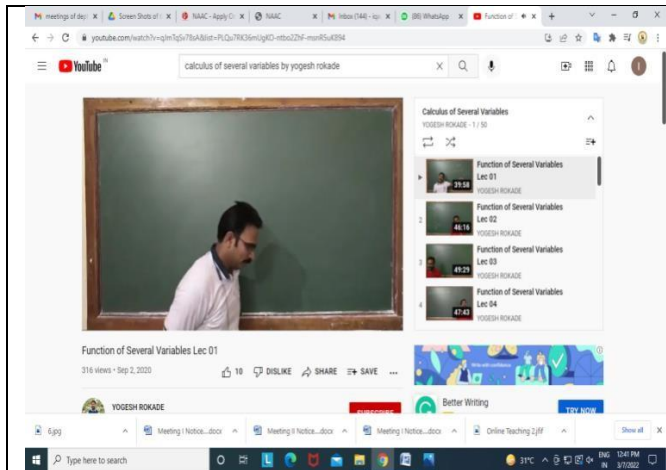 meetings of dep
Screen Shots of
NAAC - Apply O
NAAC
Inbox (144) - iqa
(86) WhatsApp
Function of
youtube.com/watch?v=
YouTube IN
calculus of several variables by yogesh rokade
Calculus of Several Variables
YOGESH ROKADE - 1 / 50
Function of Several Variables
Lec 01
YOGESH ROKADE
39:58
2
Function of Several Variables
Lec 02
YOGESH ROKADE
46:16
3
Function of Several Variables
Lec 03
YOGESH ROKADE
49:29
4
Function of Several Variables
Lec 04
YOGESH ROKADE
47:43
Function of Several Variables Lec 01
316 views • Sep 2, 2020
10 DISLIKE SHARE SAVE ...
YOGESH ROKADE
SUBSCRIBE
Better Writing
TRY NOW
6.jpg
Meeting I Notice....docx
Meeting II Notice....docx
Meeting I Notice....docx
Online Teaching 2.jfif
Show all
Type here to search
31°C
ENG
IN
12:41 PM
3/7/2022